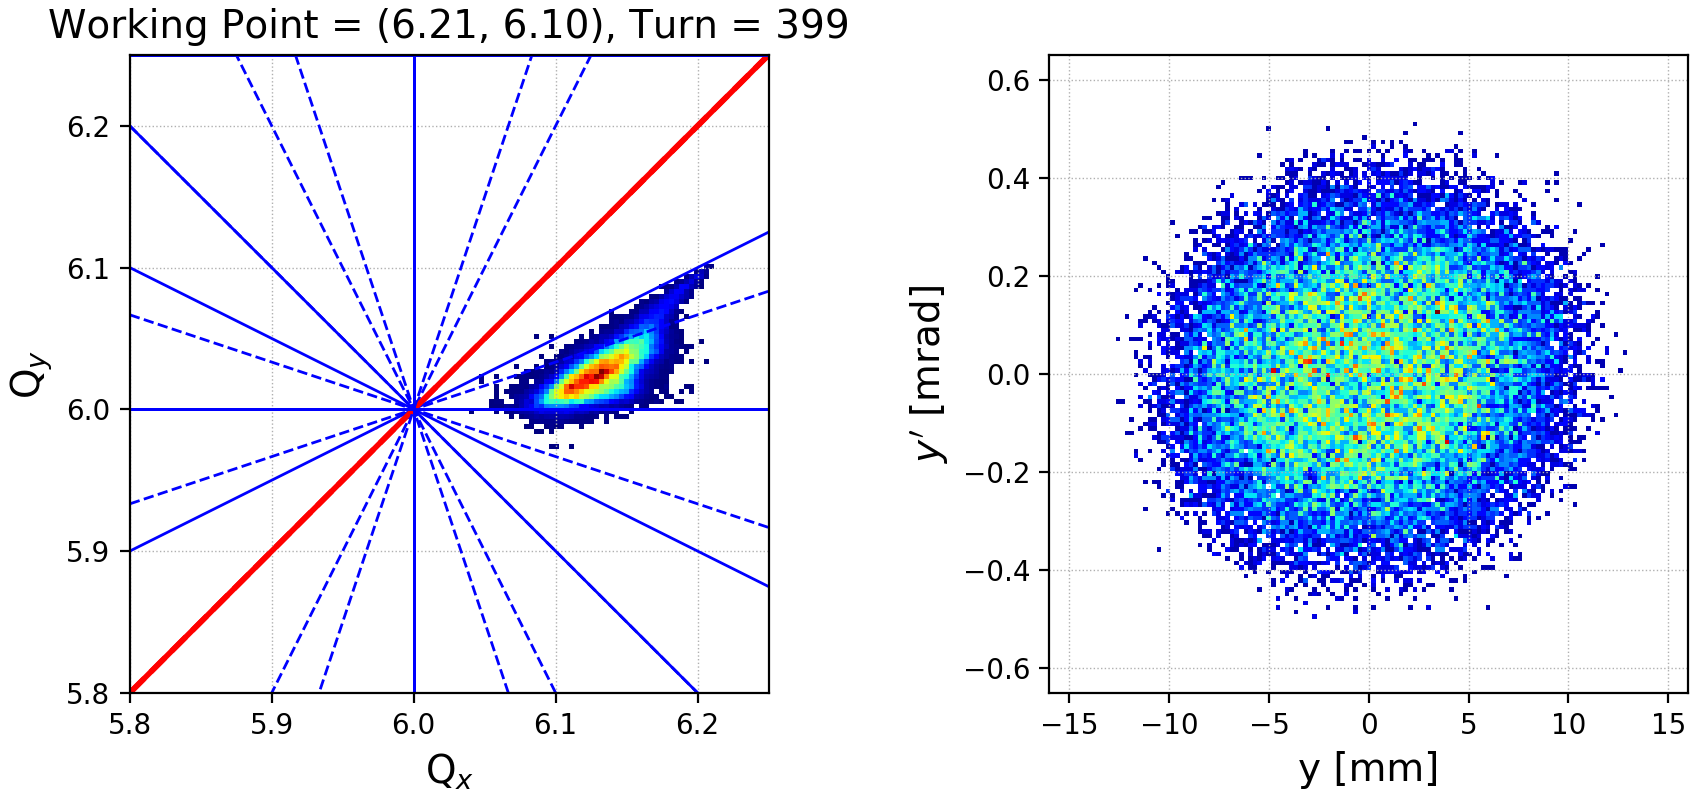 Working Point = (6.21, 6.10), Turn = 399
6.2
6.1
6.0
5.9
5.8
Qy
5.8 5.9 6.0 6.1 6.2
Qx
0.6
0.4
0.2
0.0
−0.2
−0.4
−0.6
y′ [mrad]
−15 −10 −5 0 5 10 15
y [mm]